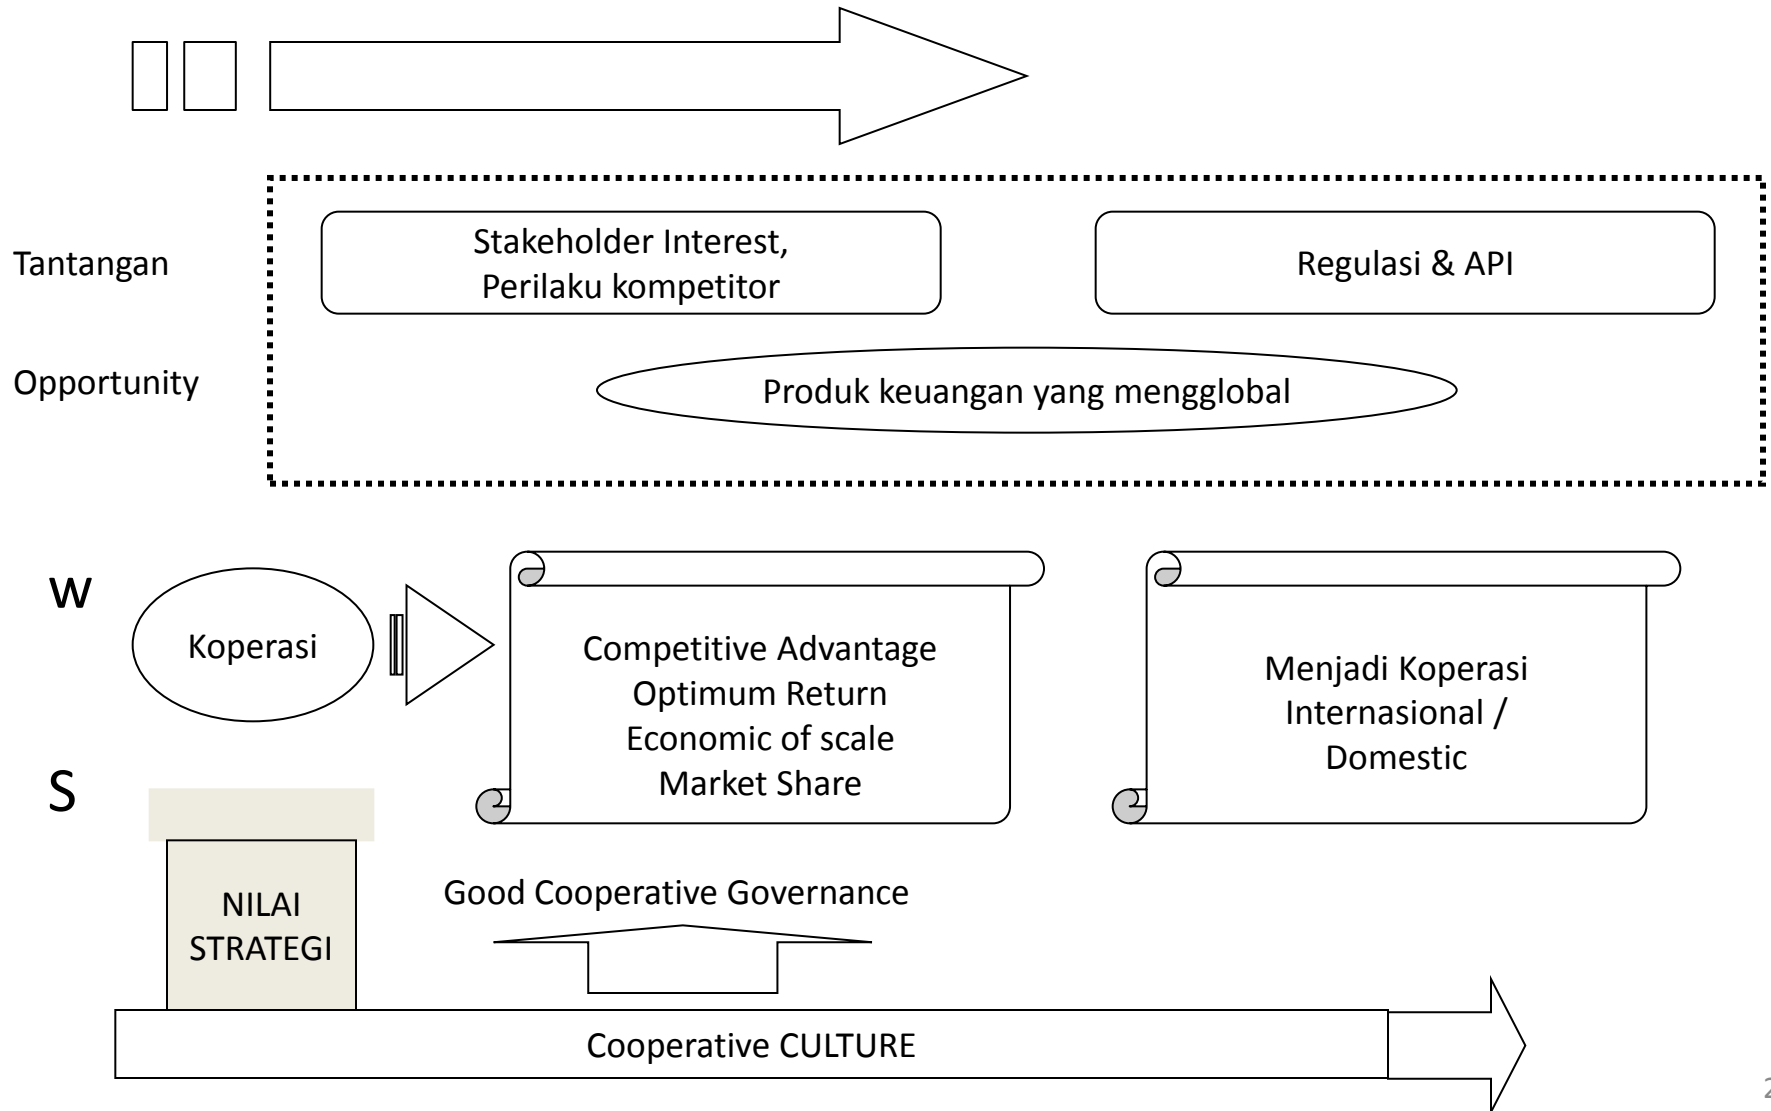 Tantangan
Stakeholder Interest,
Perilaku kompetitor
Regulasi & API
Opportunity
Produk keuangan yang mengglobal
W
Koperasi
Competitive Advantage
Optimum Return
Economic of scale
Market Share
Menjadi Koperasi
Internasional /
Domestic
S
NILAI
STRATEGI
Good Cooperative Governance
Cooperative CULTURE